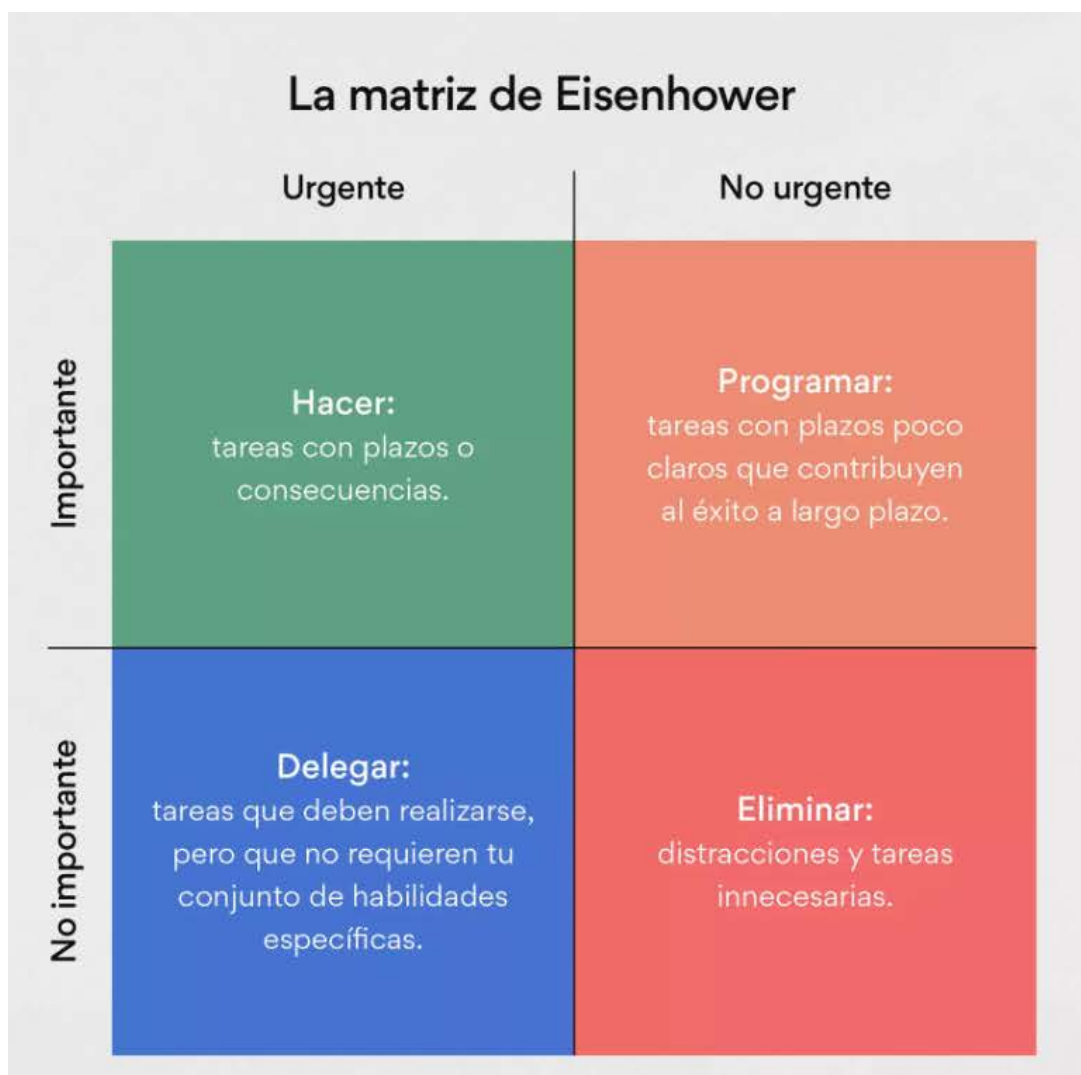 La matriz de Eisenhower
Urgente
No urgente
Importante
Hacer:
tareas con plazos o
consecuencias.
Programar:
tareas con plazos poco
claros que contribuyen
al éxito a largo plazo.
No importante
Delegar:
tareas que deben realizarse,
pero que no requieren tu
conjunto de habilidades
específicas.
Eliminar:
distracciones y tareas
innecesarias.